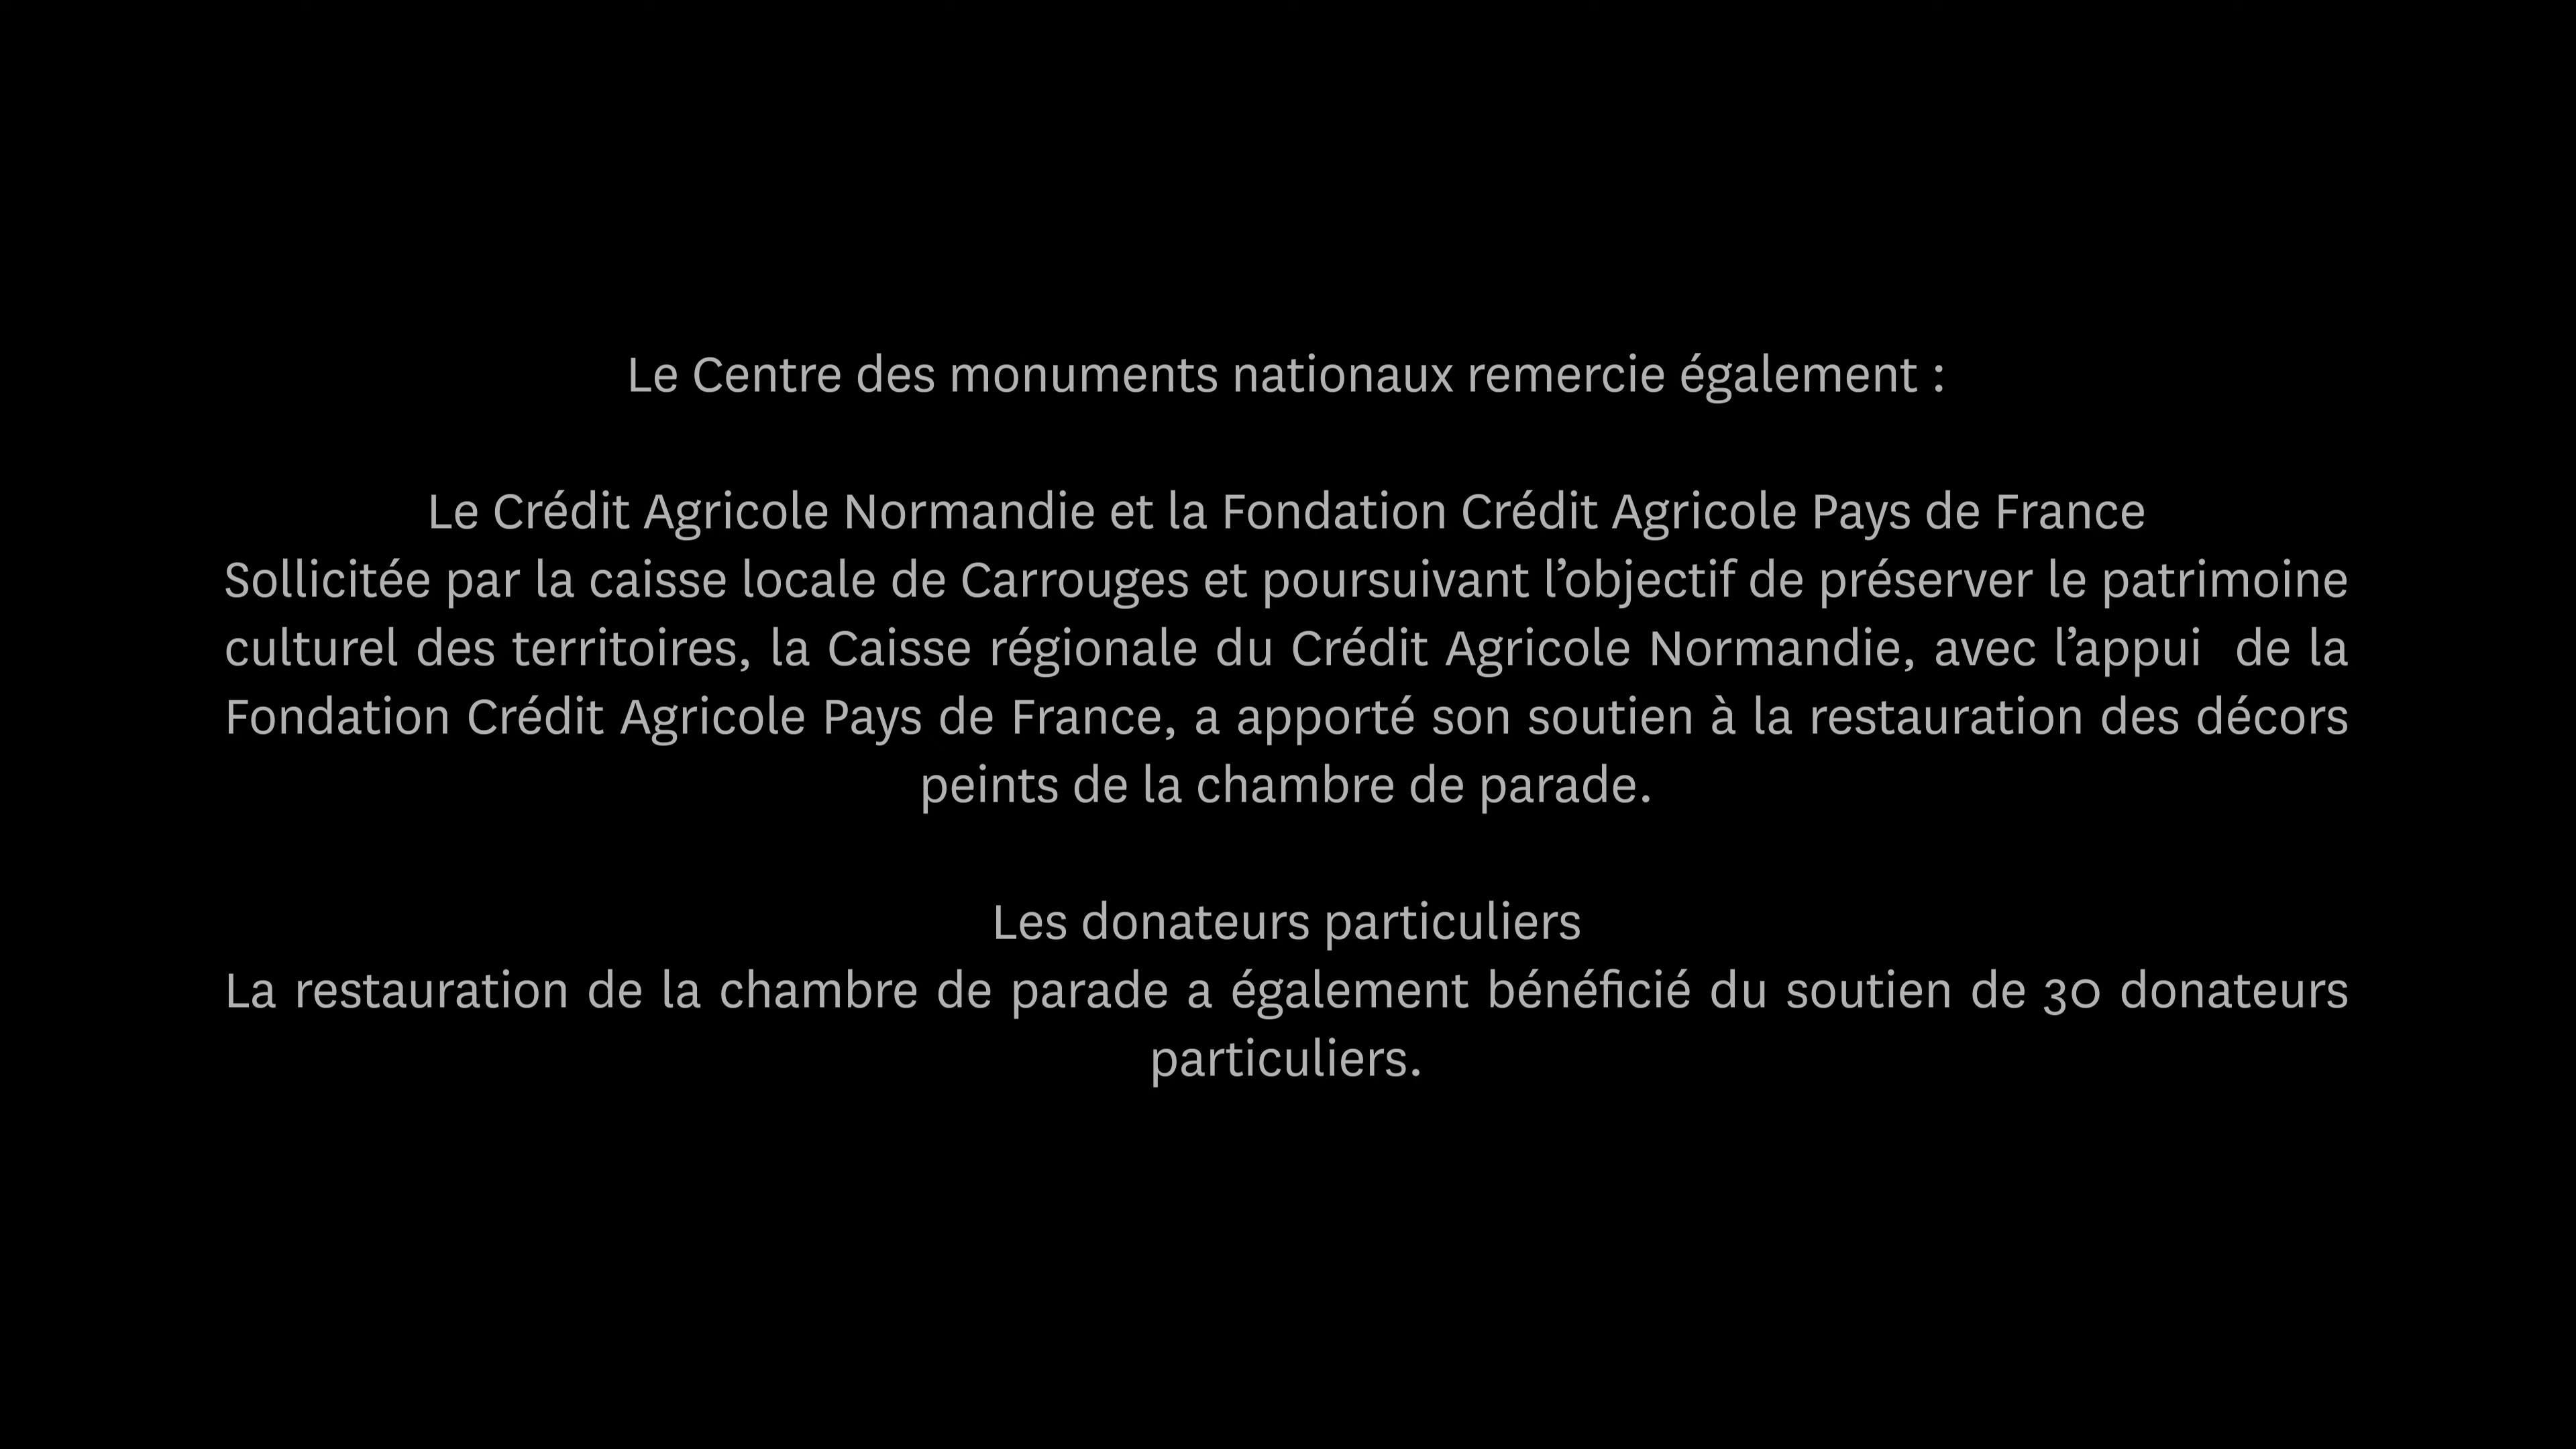 Le Centre des monuments nationaux remercie également :
Le Crédit Agricole Normandie et la Fondation Crédit Agricole Pays de France
Sollicitée par la caisse locale de Carrouges et poursuivant l’objectif de préserver le patrimoine
culturel des territoires, la Caisse régionale du Crédit Agricole Normandie, avec l’appui  de la
Fondation Crédit Agricole Pays de France, a apporté son soutien à la restauration des décors
peints de la chambre de parade.
Les donateurs particuliers
La restauration de la chambre de parade a également bénéficié du soutien de 30 donateurs
particuliers.